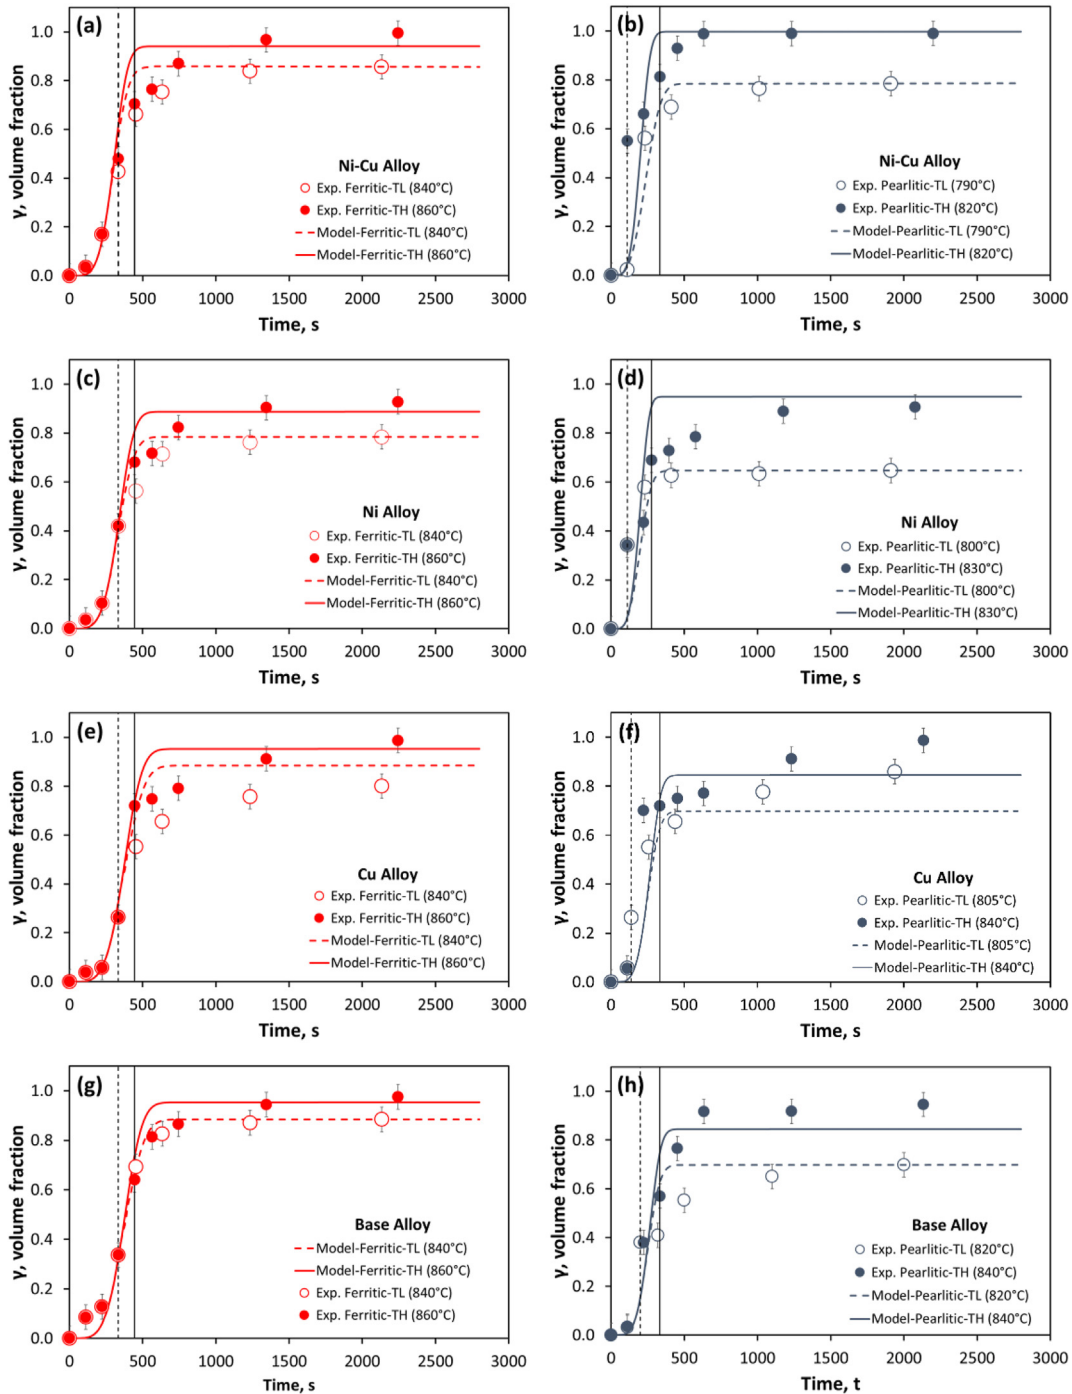 (a)
γ, volume fraction
1.0
0.8
0.6
0.4
0.2
0.0
Ni-Cu Alloy
Exp. Ferritic-TL (840°C)
Exp. Ferritic-TH (860°C)
Model-Ferritic-TL (840°C)
Model-Ferritic-TH (860°C)
0 500 1000 1500 2000 2500 3000
Time, s
(b)
γ, volume fraction
1.0
0.8
0.6
0.4
0.2
0.0
Ni-Cu Alloy
Exp. Pearlitic-TL (790°C)
Exp. Pearlitic-TH (820°C)
Model-Pearlitic-TL (790°C)
Model-Pearlitic-TH (820°C)
0 500 1000 1500 2000 2500 3000
Time, s
(c)
γ, volume fraction
1.0
0.8
0.6
0.4
0.2
0.0
Ni Alloy
Exp. Ferritic-TL (840°C)
Exp. Ferritic-TH (860°C)
Model-Ferritic-TL (840°C)
Model-Ferritic-TH (860°C)
0 500 1000 1500 2000 2500 3000
Time, s
(d)
γ, volume fraction
1.0
0.8
0.6
0.4
0.2
0.0
Ni Alloy
Exp. Pearlitic-TL (800°C)
Exp. Pearlitic-TH (830°C)
Model-Pearlitic-TL (800°C)
Model-Pearlitic-TH (830°C)
0 500 1000 1500 2000 2500 3000
Time, s
(e)
γ, volume fraction
1.0
0.8
0.6
0.4
0.2
0.0
Cu Alloy
Exp. Ferritic-TL (840°C)
Exp. Ferritic-TH (860°C)
Model-Ferritic-TL (840°C)
Model-Ferritic-TH (860°C)
0 500 1000 1500 2000 2500 3000
Time, s
(f)
γ, volume fraction
1.0
0.8
0.6
0.4
0.2
0.0
Cu Alloy
Exp. Pearlitic-TL (805°C)
Exp. Pearlitic-TH (840°C)
Model-Pearlitic-TL (805°C)
Model-Pearlitic-TH (840°C)
0 500 1000 1500 2000 2500 3000
Time, s
(g)
γ, volume fraction
1.0
0.8
0.6
0.4
0.2
0.0
Base Alloy
Model-Ferritic-TL (840°C)
Model-Ferritic-TH (860°C)
Exp. Ferritic-TL (840°C)
Exp. Ferritic-TH (860°C)
0 500 1000 1500 2000 2500 3000
Time, s
(h)
γ, volume fraction
1.0
0.8
0.6
0.4
0.2
0.0
Base Alloy
Exp. Pearlitic-TL (820°C)
Exp. Pearlitic-TH (840°C)
Model-Pearlitic-TL (820°C)
Model-Pearlitic-TH (840°C)
0 500 1000 1500 2000 2500 3000
Time, t